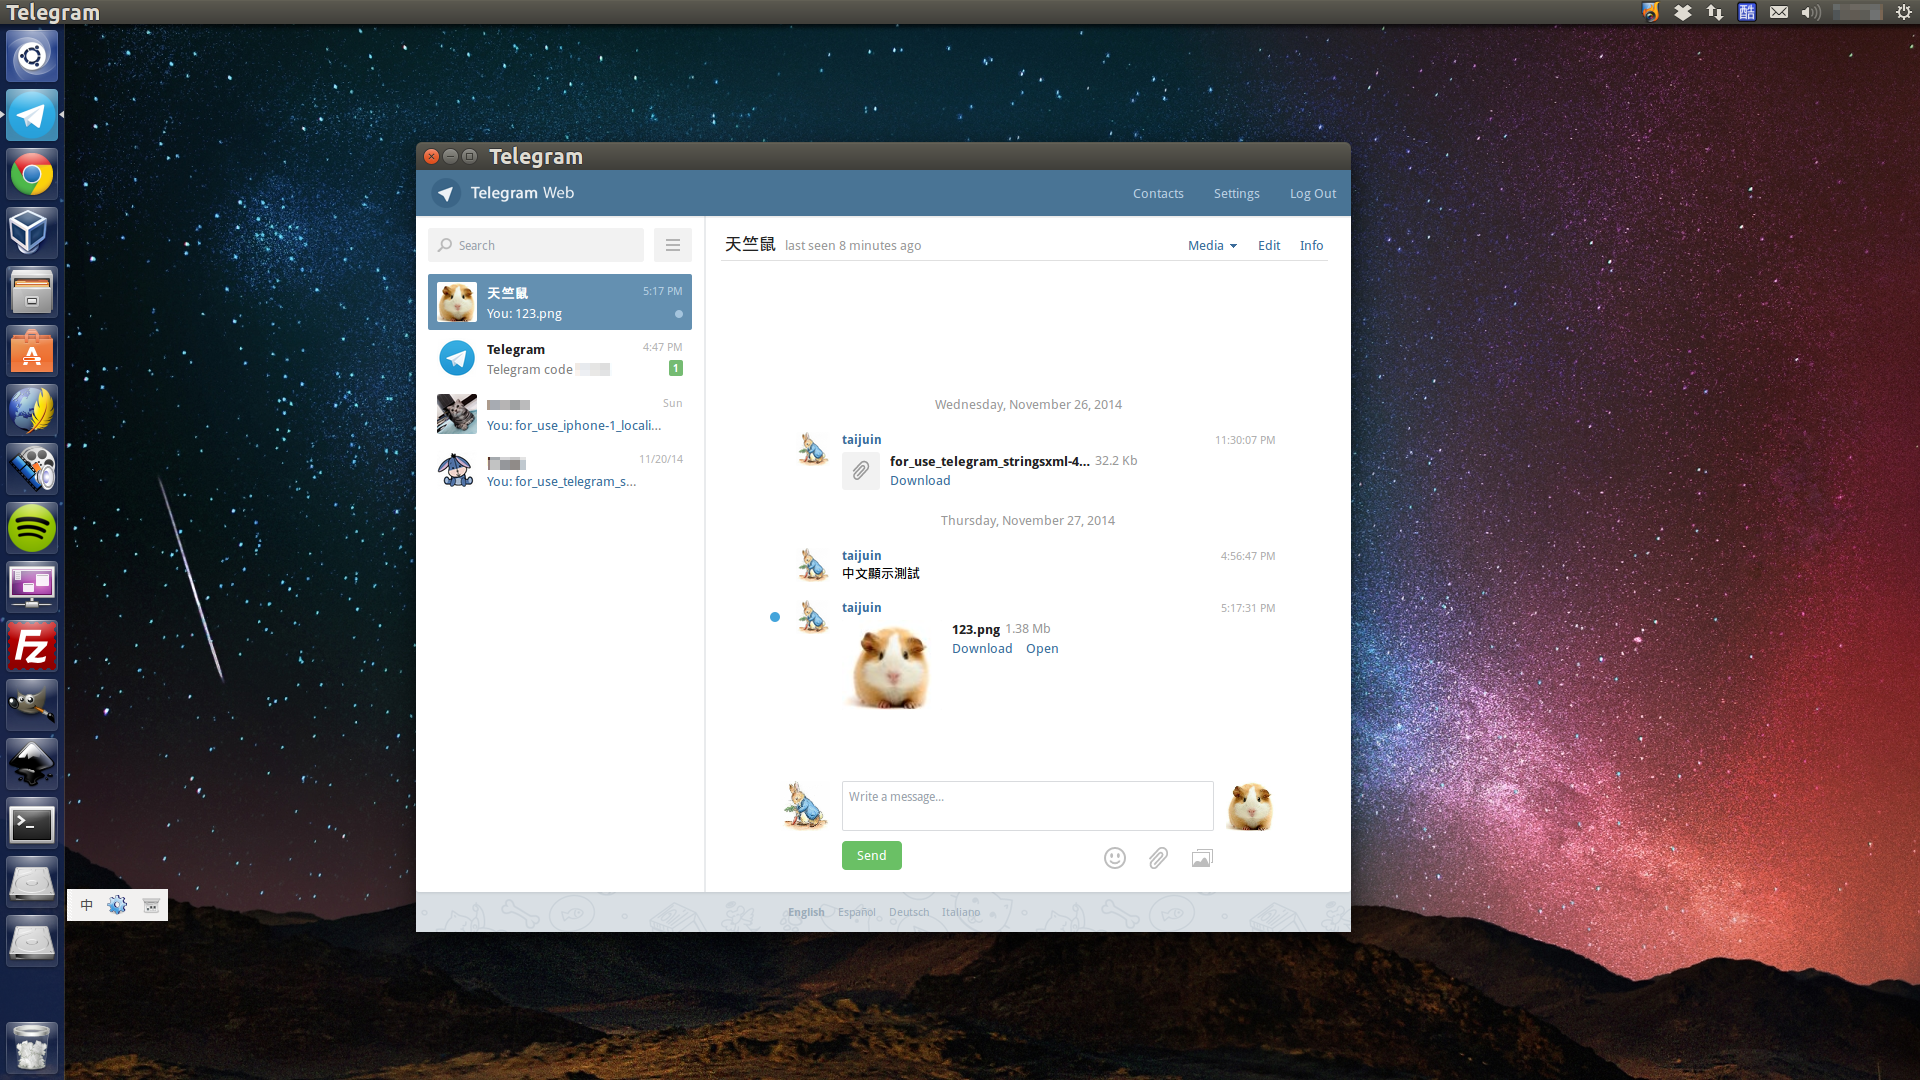 Telegram
酷
Telegram
Telegram Web
Contacts
Settings
Log Out
Search
天竺鼠
5:17 PM
You: 123.png
Telegram
4:47 PM
Telegram code
1
Sun
You: for_use_iphone-1_locali...
11/20/14
You: for_use_telegram_s...
天竺鼠 last seen 8 minutes ago
Media
Edit
Info
Wednesday, November 26, 2014
taijuin
11:30:07 PM
for_use_telegram_stringsxml-4... 32.2 Kb
Download
Thursday, November 27, 2014
taijuin
4:56:47 PM
中文顯示測試
taijuin
5:17:31 PM
123.png 1.38 Mb
Download Open
Write a message...
Send
English Español Deutsch Italiano
中
Fz
>_